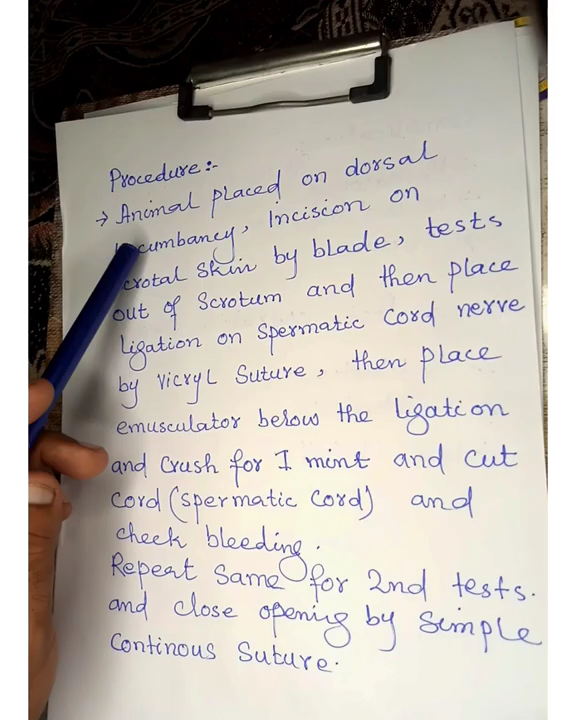 Procedure:-
→ Animal placed on dorsal
cumbancy, incision on
crotal skin by blade, tests
out of Scrotum and then place
Ligation on Spermatic Cord nerve
by vicryl Suture, then place
emusculator below the ligation
and Crush for 1 mint and cut
Cord (spermatic Cord) and
check bleeding.
Repeat Same for 2nd tests.
and close opening by Simple
Continous Suture.